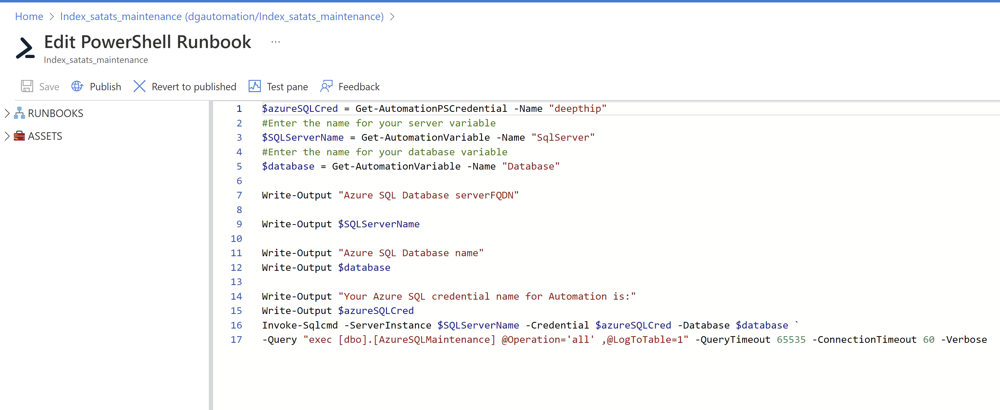 Home > Index_satats_maintenance (dgautomation/Index_satats_maintenance) >
Edit PowerShell Runbook ...
Index_satats_maintenance
Save Publish Revert to published Test pane Feedback
RUNBOOKS
ASSETS
1 $azureSQLCred = Get-AutomationPSCredential -Name "deepthip"
2 #Enter the name for your server variable
3 $SQLServerName = Get-AutomationVariable -Name "SqlServer"
4 #Enter the name for your database variable
5 $database = Get-AutomationVariable -Name "Database"
6
7 Write-Output "Azure SQL Database serverFQDN"
8
9 Write-Output $SQLServerName
10
11 Write-Output "Azure SQL Database name"
12 Write-Output $database
13
14 Write-Output "Your Azure SQL credential name for Automation is:"
15 Write-Output $azureSQLCred
16 Invoke-Sqlcmd -ServerInstance $SQLServerName -Credential $azureSQLCred -Database $database `
17 -Query "exec [dbo].[AzureSQLMaintenance] @Operation='all' ,@LogToTable=1" -QueryTimeout 65535 -ConnectionTimeout 60 -Verbose